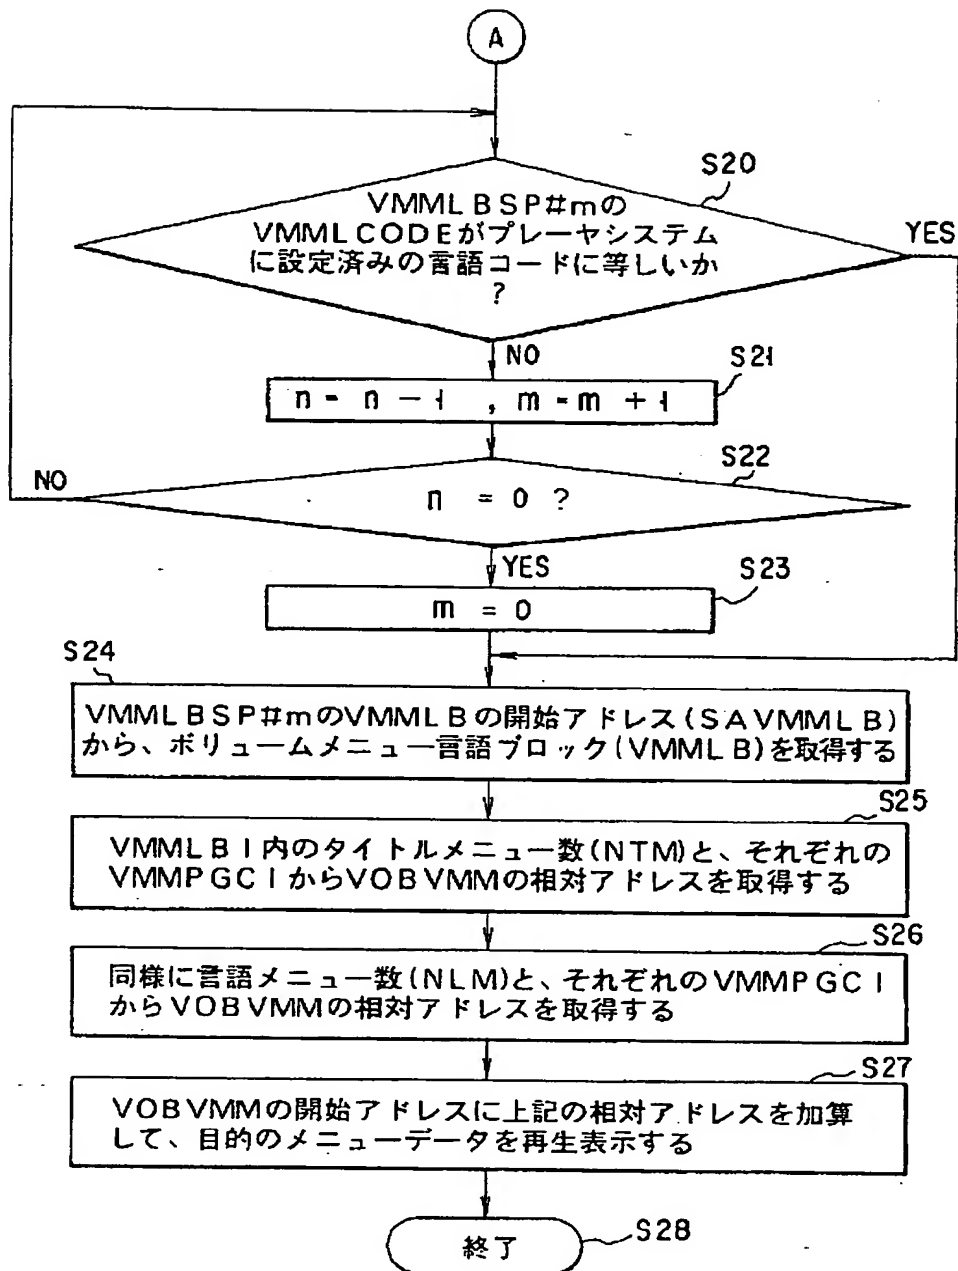 A
S20
VMMLBSP#mの
VMMLCODEがプレーヤシステム
に設定済みの言語コードに等しいか
?
YES
NO
S21
n = n - 1 , m = m + 1
S22
NO
n = 0 ?
YES
S23
m = 0
S24
VMMLBSP#mのVMMLBの開始アドレス(SAVMMLB)
から、ボリュームメニュー言語ブロック(VMMLB)を取得する
S25
VMMLBI内のタイトルメニュー数(NTM)と、それぞれの
VMMPGCIからVOBVMMの相対アドレスを取得する
S26
同様に言語メニュー数(NLM)と、それぞれのVMMPGCI
からVOBVMMの相対アドレスを取得する
S27
VOBVMMの開始アドレスに上記の相対アドレスを加算
して、目的のメニューデータを再生表示する
終了
S28